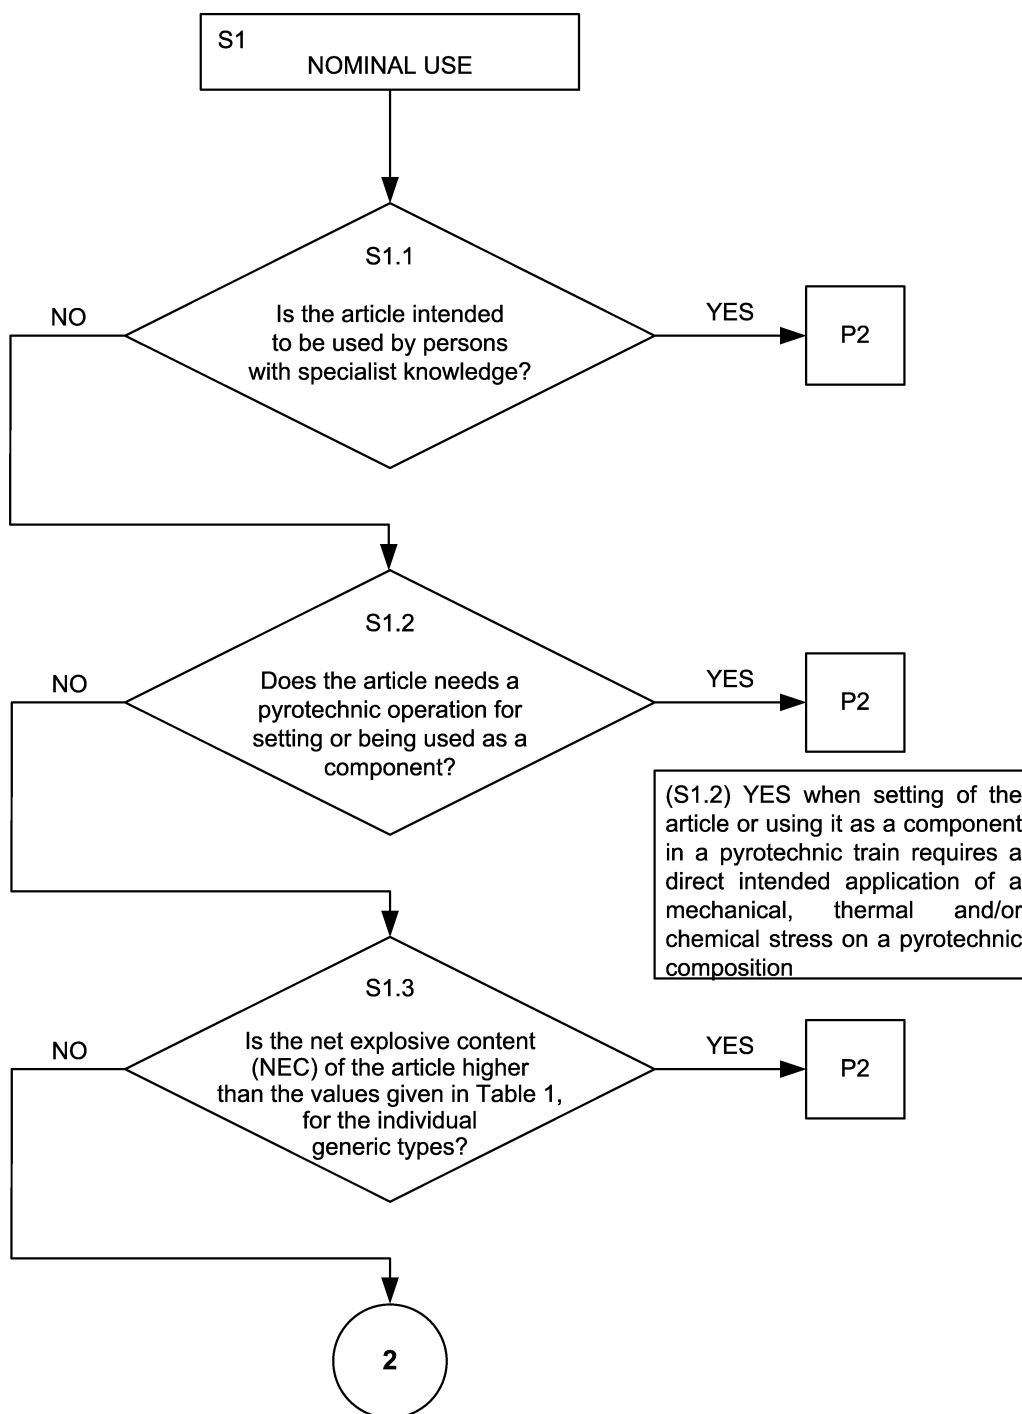 S1
NOMINAL USE
S1.1
Is the article intended
to be used by persons
with specialist knowledge?
NO
YES
P2
S1.2
Does the article needs a
pyrotechnic operation for
setting or being used as a
component?
NO
YES
P2
(S1.2) YES when setting of the
article or using it as a component
in a pyrotechnic train requires a
direct intended application of a
mechanical, thermal and/or
chemical stress on a pyrotechnic
composition
S1.3
Is the net explosive content
(NEC) of the article higher
than the values given in Table 1,
for the individual
generic types?
NO
YES
P2
2